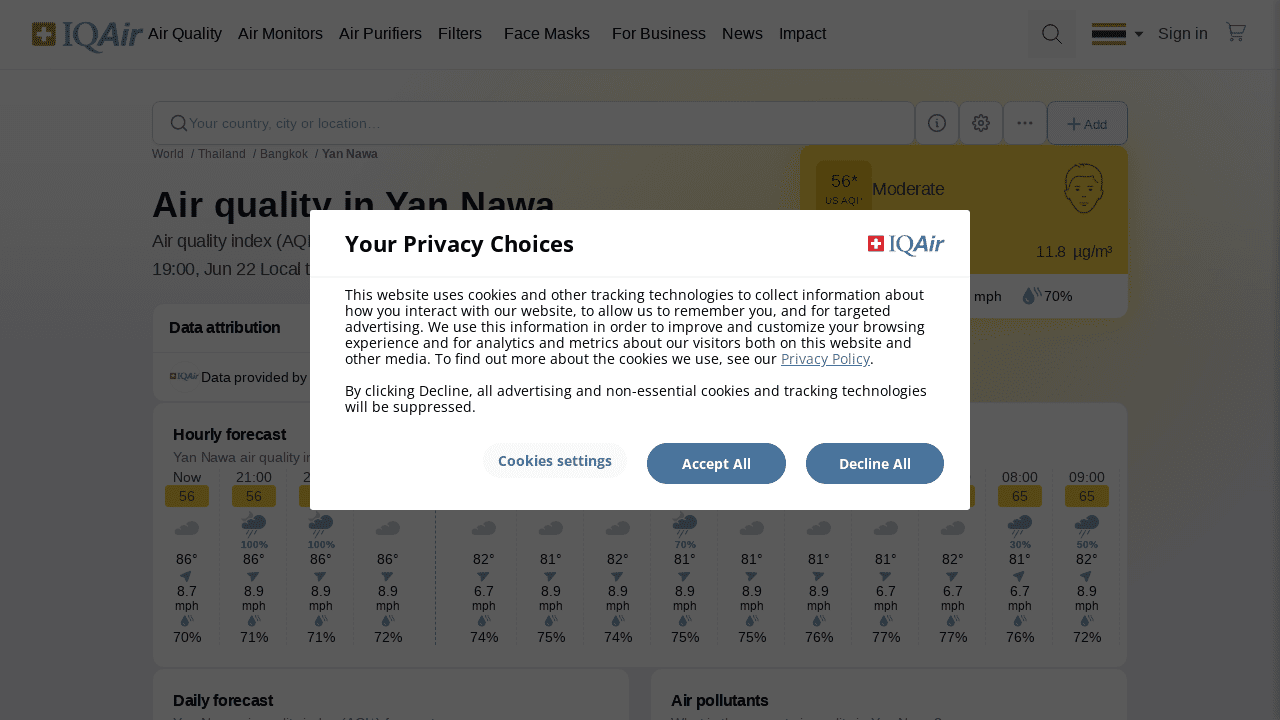 IQAir Air Quality Air Monitors Air Purifiers Filters Face Masks For Business News Impact Sign in
Your country, city or location... Add
World / Thailand / Bangkok / Yan Nawa
56* Moderate
US AQI⁺
Air quality in Yan Nawa
Air quality index (AQI
11.8 µg/m³
19:00, Jun 22 Local
mph 70%
Data attribution
IQAir Data provided by
Your Privacy Choices IQAir
This website uses cookies and other tracking technologies to collect information about
how you interact with our website, to allow us to remember you, and for targeted
advertising. We use this information in order to improve and customize your browsing
experience and for analytics and metrics about our visitors both on this website and
other media. To find out more about the cookies we use, see our Privacy Policy.
By clicking Decline, all advertising and non-essential cookies and tracking technologies
will be suppressed.
Cookies settings Accept All Decline All
Hourly forecast
Yan Nawa air quality
Now 21:00 08:00 09:00
56 56 65 65
100% 100% 70% 30% 50%
86° 86° 86° 86° 82° 81° 82° 81° 81° 81° 81° 82° 81° 82°
8.7 8.9 8.9 8.9 6.7 8.9 8.9 8.9 8.9 8.9 6.7 6.7 6.7 8.9
mph mph mph mph mph mph mph mph mph mph mph mph mph mph
70% 71% 71% 72% 74% 75% 74% 75% 75% 76% 77% 77% 76% 72%
Daily forecast Air pollutants